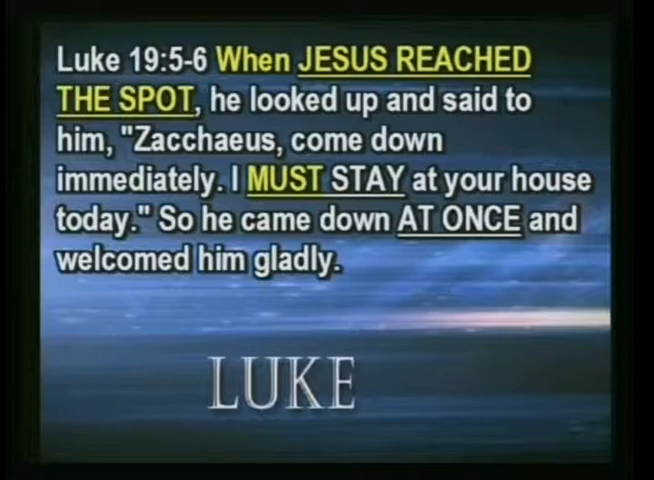 Luke 19:5-6 When JESUS REACHED
THE SPOT, he looked up and said to
him, "Zacchaeus, come down
immediately. I MUST STAY at your house
today." So he came down AT ONCE and
welcomed him gladly.
LUKE